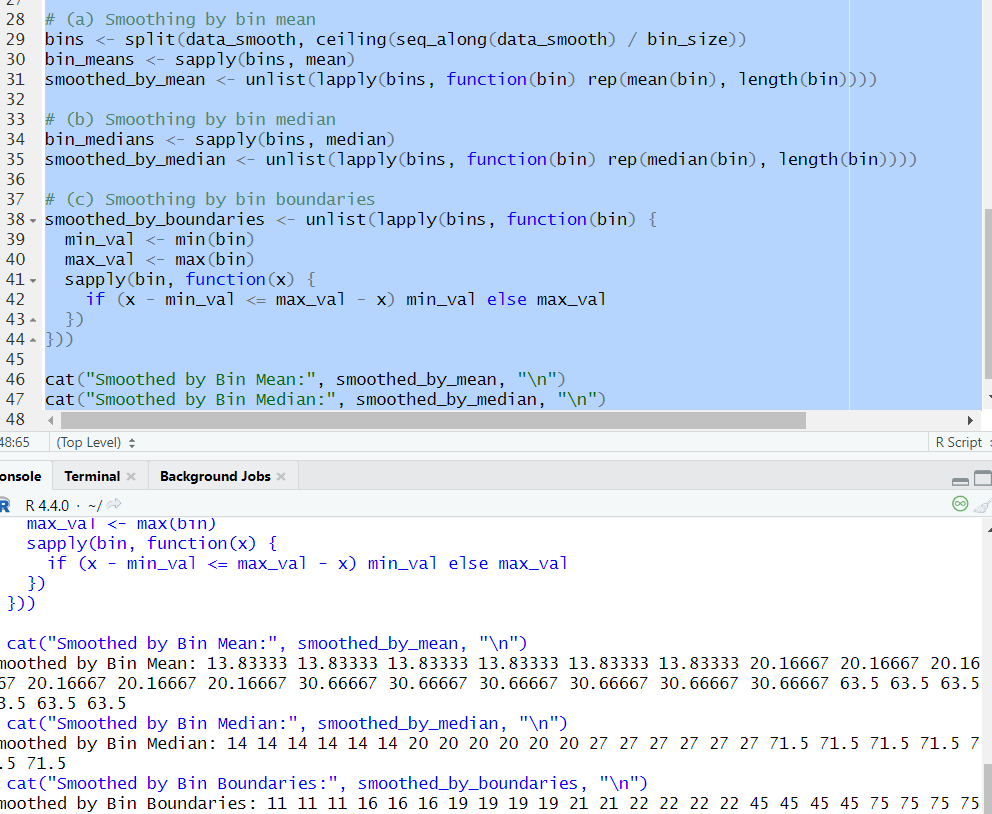 27
28 # (a) Smoothing by bin mean
29 bins <- split(data_smooth, ceiling(seq_along(data_smooth) / bin_size))
30 bin_means <- sapply(bins, mean)
31 smoothed_by_mean <- unlist(lapply(bins, function(bin) rep(mean(bin), length(bin))))
32
33 # (b) Smoothing by bin median
34 bin_medians <- sapply(bins, median)
35 smoothed_by_median <- unlist(lapply(bins, function(bin) rep(median(bin), length(bin))))
36
37 # (c) Smoothing by bin boundaries
38 smoothed_by_boundaries <- unlist(lapply(bins, function(bin) {
39 min_val <- min(bin)
40 max_val <- max(bin)
41 sapply(bin, function(x) {
42 if (x - min_val <= max_val - x) min_val else max_val
43 })
44 }))
45
46 cat("Smoothed by Bin Mean:", smoothed_by_mean, "\n")
47 cat("Smoothed by Bin Median:", smoothed_by_median, "\n")
48
48:65 (Top Level) R Script
onsole Terminal Background Jobs
R R 4.4.0 · ~/
max_val <- max(bin)
sapply(bin, function(x) {
if (x - min_val <= max_val - x) min_val else max_val
})
}))
cat("Smoothed by Bin Mean:", smoothed_by_mean, "\n")
moothed by Bin Mean: 13.83333 13.83333 13.83333 13.83333 13.83333 13.83333 20.16667 20.16667 20.16
67 20.16667 20.16667 20.16667 30.66667 30.66667 30.66667 30.66667 30.66667 30.66667 63.5 63.5 63.5
3.5 63.5 63.5
cat("Smoothed by Bin Median:", smoothed_by_median, "\n")
moothed by Bin Median: 14 14 14 14 14 14 20 20 20 20 20 20 27 27 27 27 27 27 71.5 71.5 71.5 71.5 7
.5 71.5
cat("Smoothed by Bin Boundaries:", smoothed_by_boundaries, "\n")
moothed by Bin Boundaries: 11 11 11 16 16 16 19 19 19 19 21 21 22 22 22 22 45 45 45 45 75 75 75 75